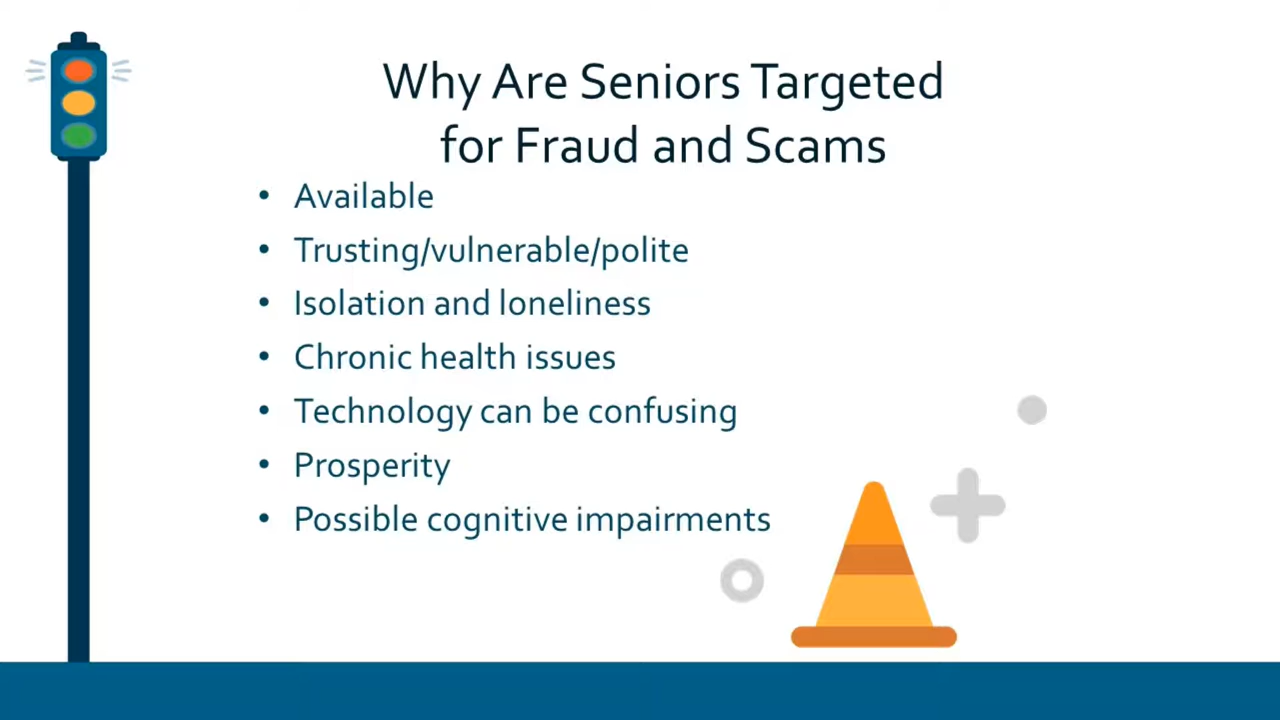 Why Are Seniors Targeted
for Fraud and Scams
• Available
• Trusting/vulnerable/polite
• Isolation and loneliness
• Chronic health issues
• Technology can be confusing
• Prosperity
• Possible cognitive impairments